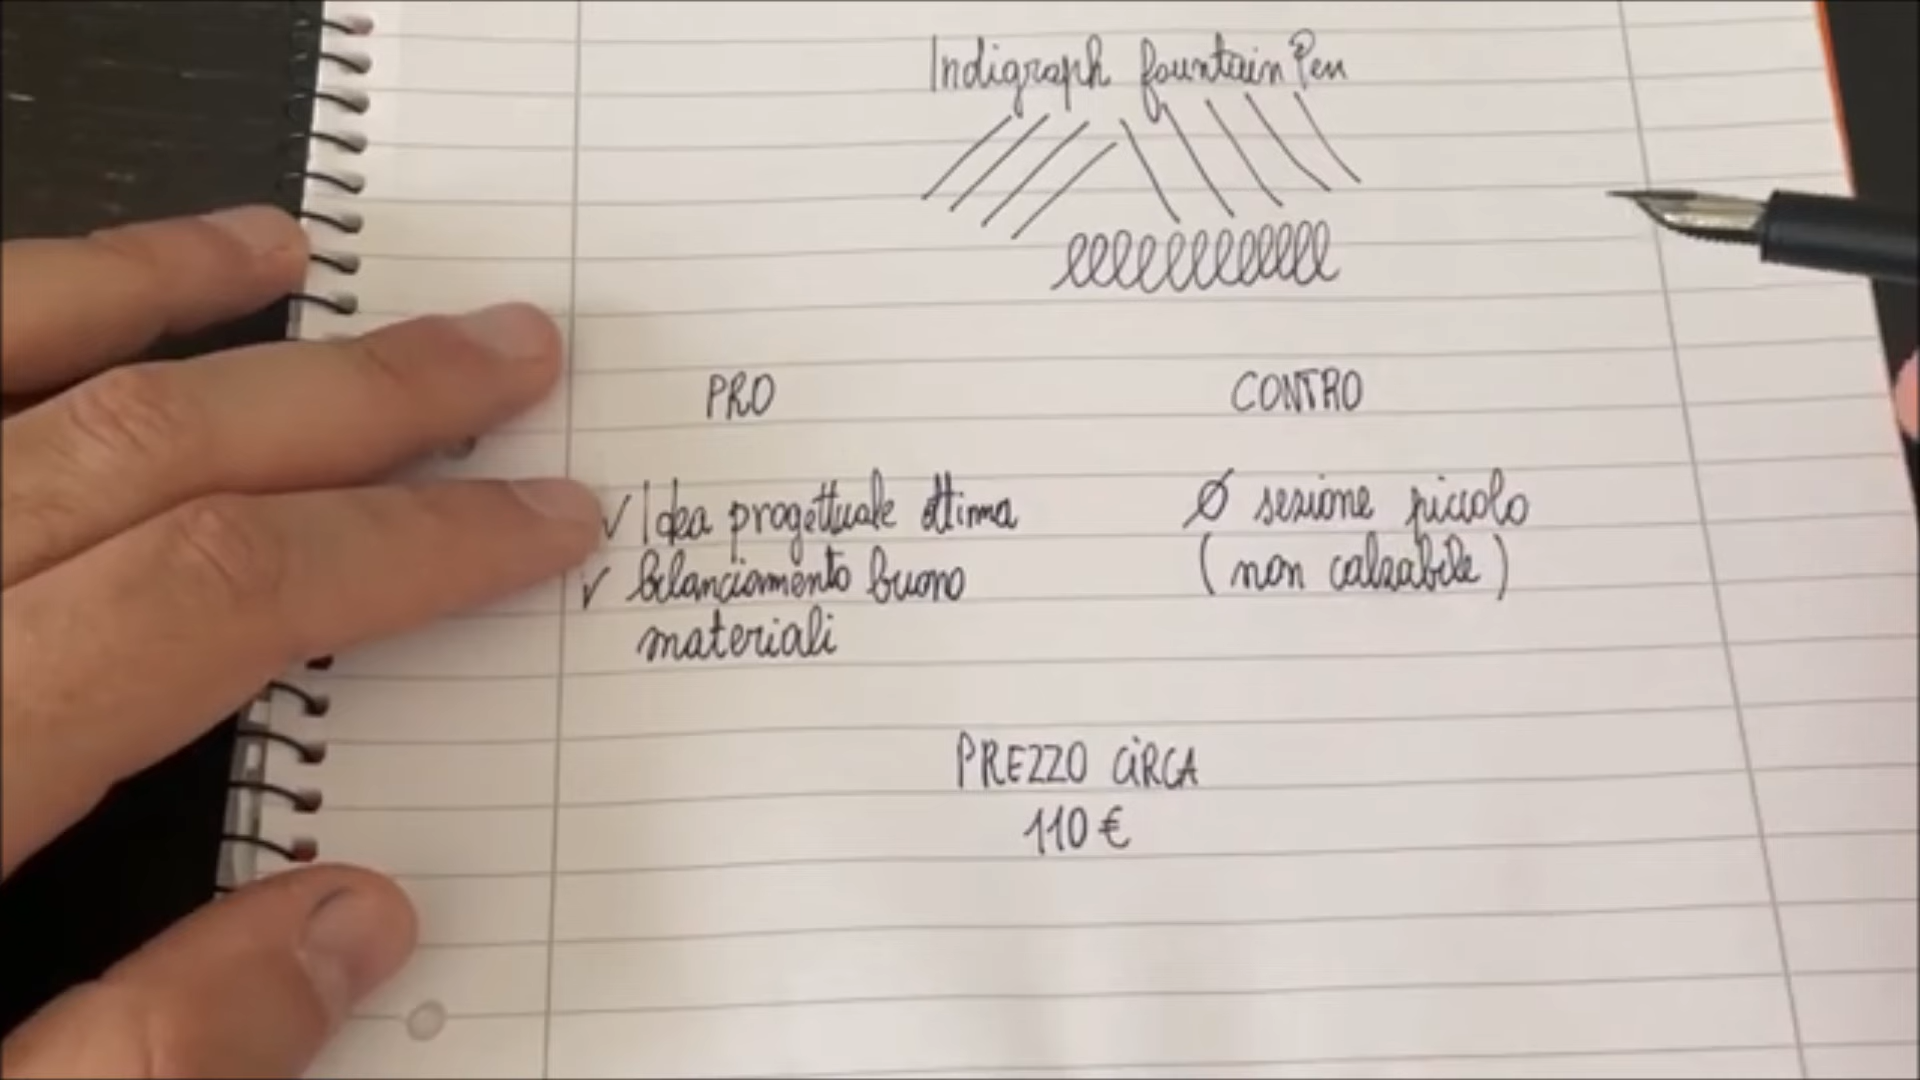 Indigraph fountain Pen
PRO
CONTRO
✓ Idea progettuale ottima
✓ bilanciamento buono
materiali
Ø sezione piccolo
(non calzabile)
PREZZO CIRCA
110 €